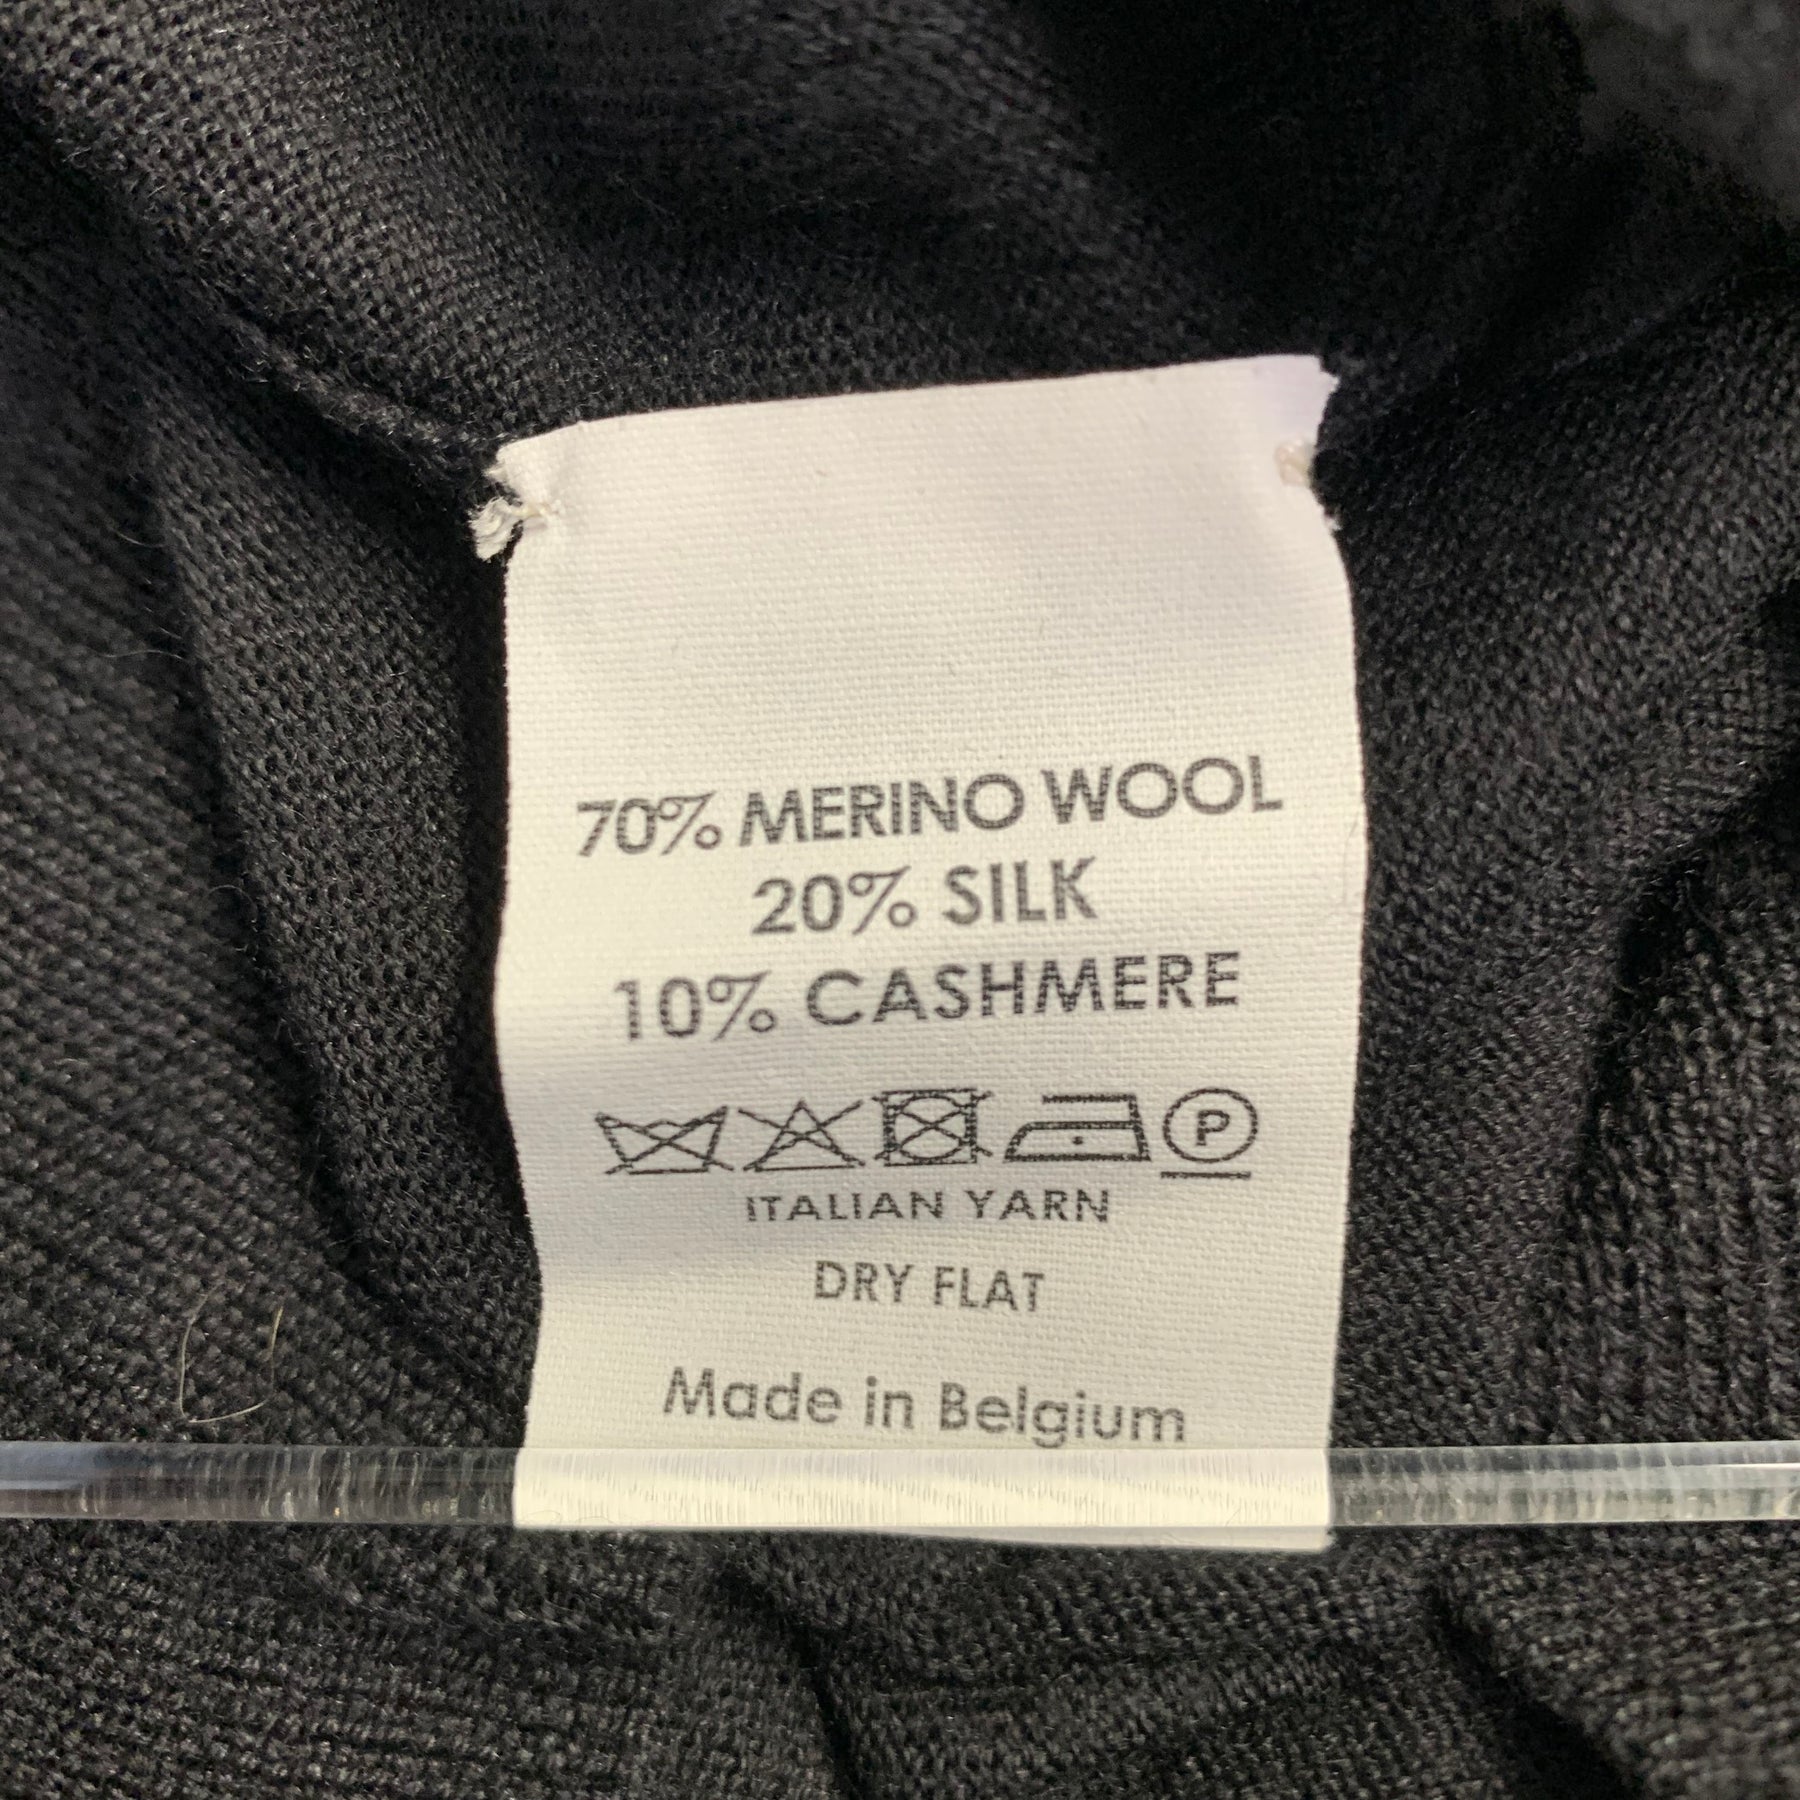 70% MERINO WOOL
20% SILK
10% CASHMERE
P
ITALIAN YARN
DRY FLAT
Made in Belgium